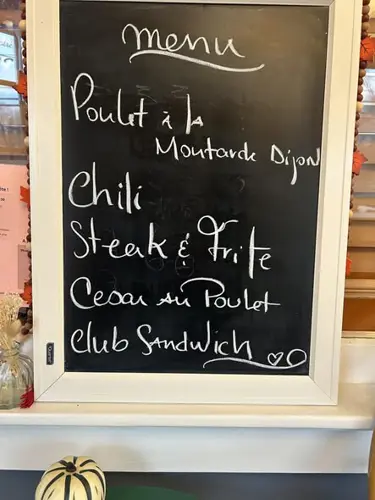 menu
Poulet à la
Moutarde Dijon
Chili
Steak & Frite
Cesar au Poulet
Club Sandwich